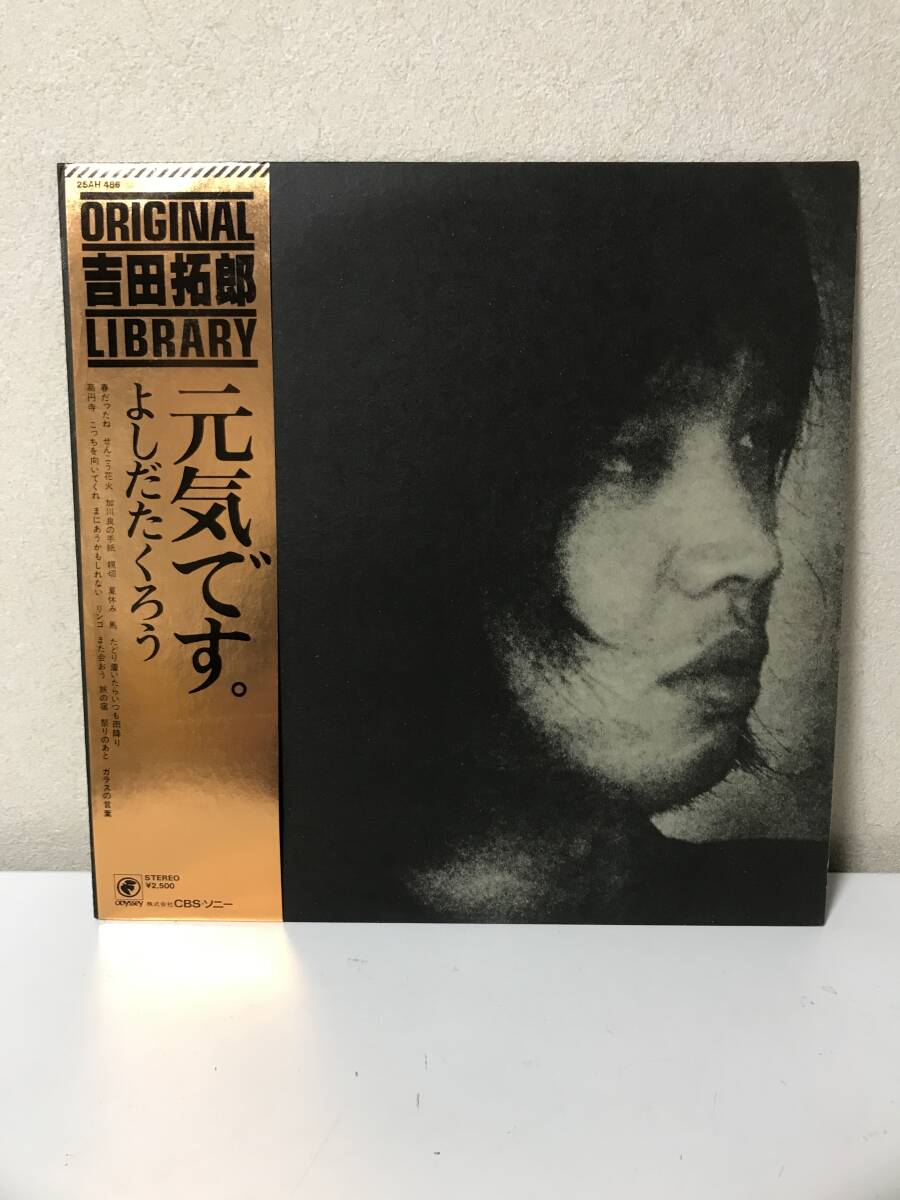 25AH 486
ORIGINAL
吉田拓郎
LIBRARY
元気です。
よしだたくろう
春だったね せんこう花火 加川良の手紙 親切 夏休み 馬 たどり着いたらいつも雨降り
高円寺 こっちを向いてくれ まにあうかもしれない リンゴ また会おう 旅の宿 祭りのあと ガラスの言葉
STEREO
¥2,500
odyssey
株式会社CBS・ソニー